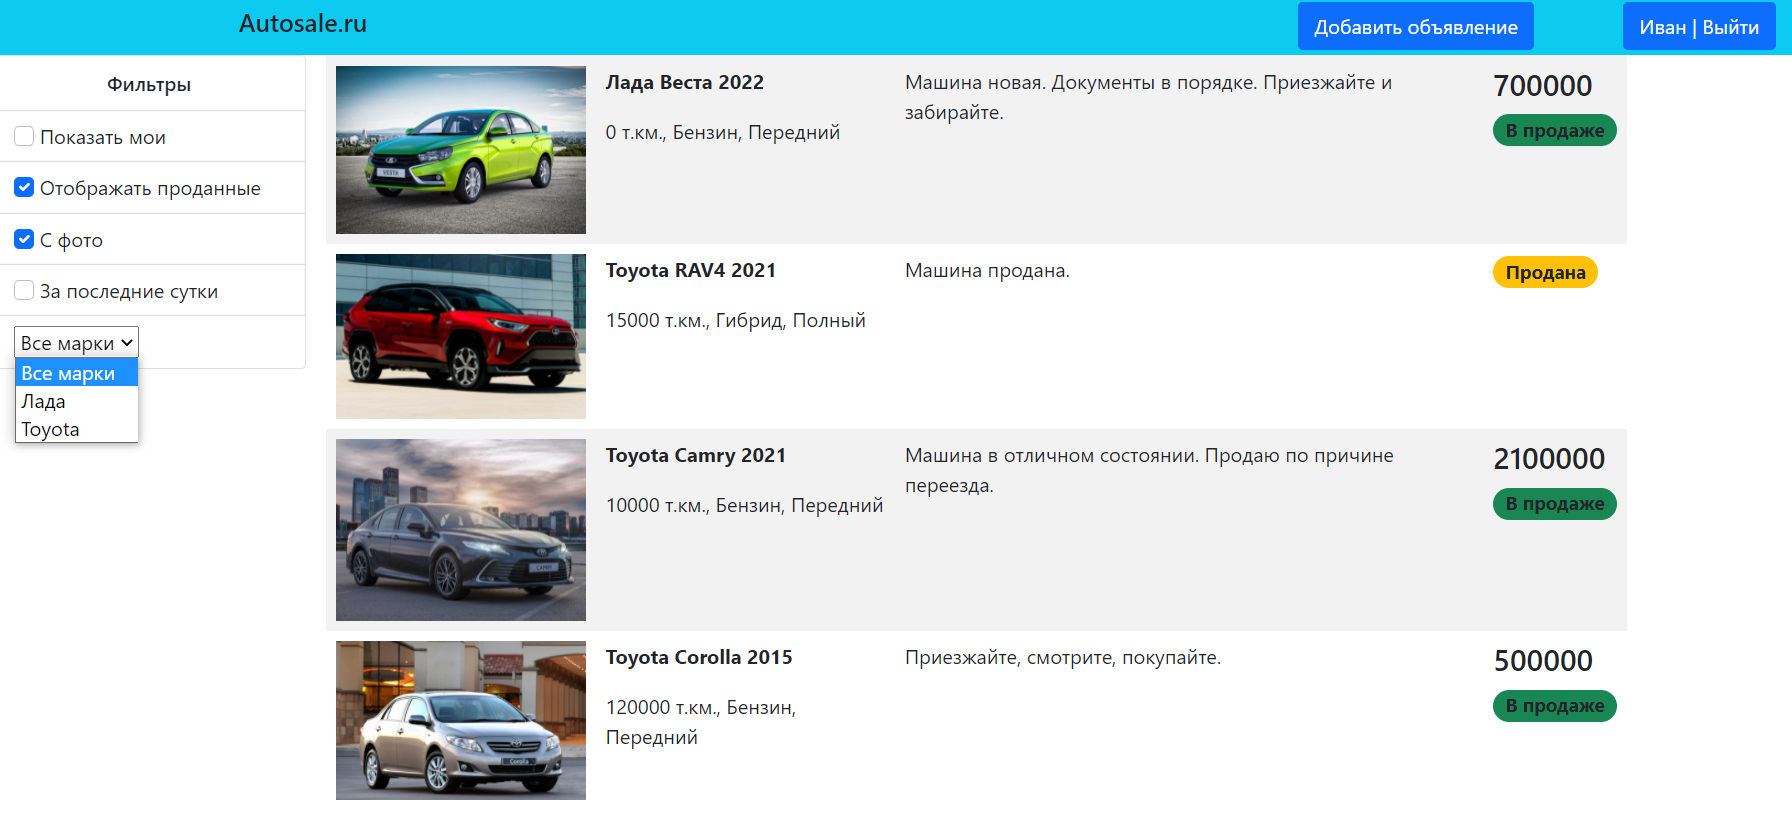 Autosale.ru
Добавить объявление
Иван | Выйти
Фильтры
Показать мои
Отображать проданные
С фото
За последние сутки
Все марки
Все марки
Лада
Toyota
VESTA
Лада Веста 2022
0 т.км., Бензин, Передний
Машина новая. Документы в порядке. Приезжайте и
забирайте.
700000
В продаже
Toyota RAV4 2021
15000 т.км., Гибрид, Полный
Машина продана.
Продана
CAMRY
Toyota Camry 2021
10000 т.км., Бензин, Передний
Машина в отличном состоянии. Продаю по причине
переезда.
2100000
В продаже
Corolla
Toyota Corolla 2015
120000 т.км., Бензин,
Передний
Приезжайте, смотрите, покупайте.
500000
В продаже